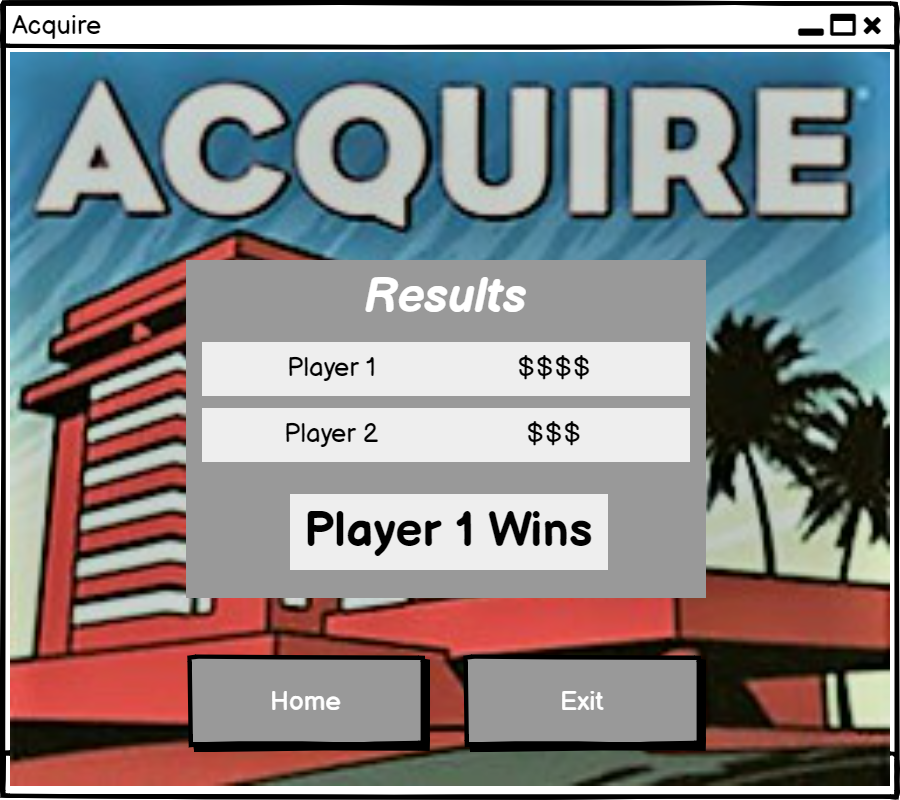 Acquire
ACQUIRE
Results
Player 1 $$$$
Player 2 $$$
Player 1 Wins
Home Exit